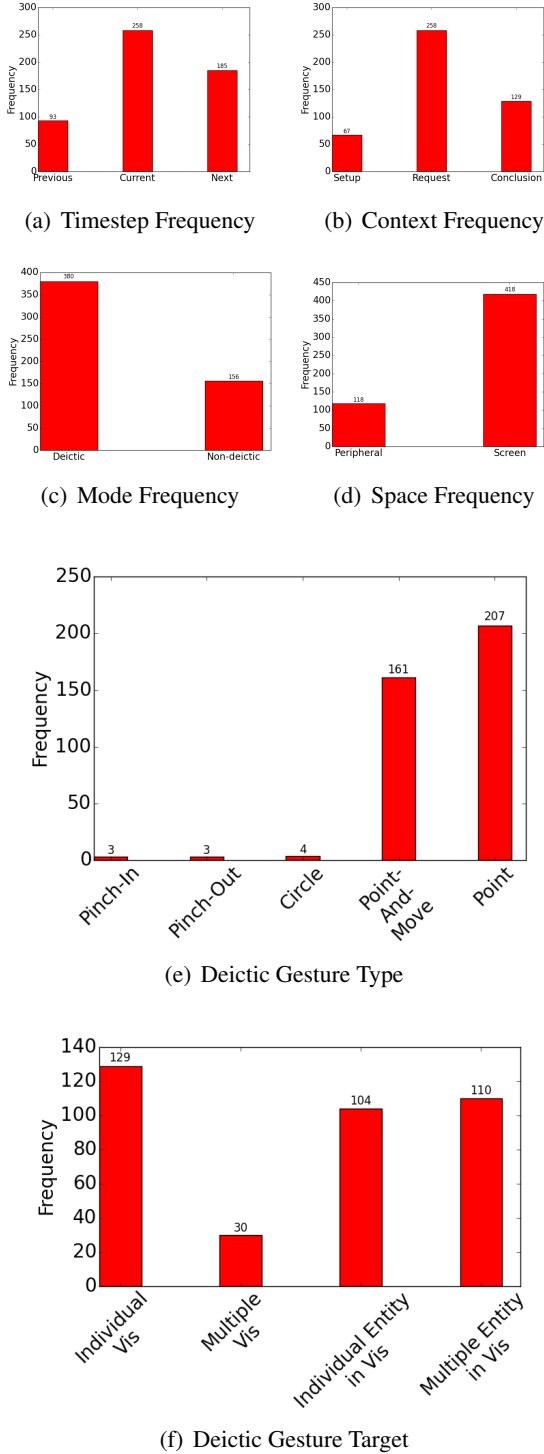 300
250
200
150
100
50
0
Frequency
93
258
185
Previous Current Next
(a) Timestep Frequency
300
250
200
150
100
50
0
Frequency
67
258
129
Setup Request Conclusion
(b) Context Frequency
400
350
300
250
200
150
100
50
0
Frequency
380
156
Deictic Non-deictic
(c) Mode Frequency
450
400
350
300
250
200
150
100
50
0
Frequency
118
418
Peripheral Screen
(d) Space Frequency
250
200
150
100
50
0
Frequency
3
3
4
161
207
Pinch-In
Pinch-Out
Circle
Point-
And-
Move
Point
(e) Deictic Gesture Type
140
120
100
80
60
40
20
0
Frequency
129
30
104
110
Individual
Vis
Multiple
Vis
Individual Entity
in Vis
Multiple Entity
in Vis
(f) Deictic Gesture Target